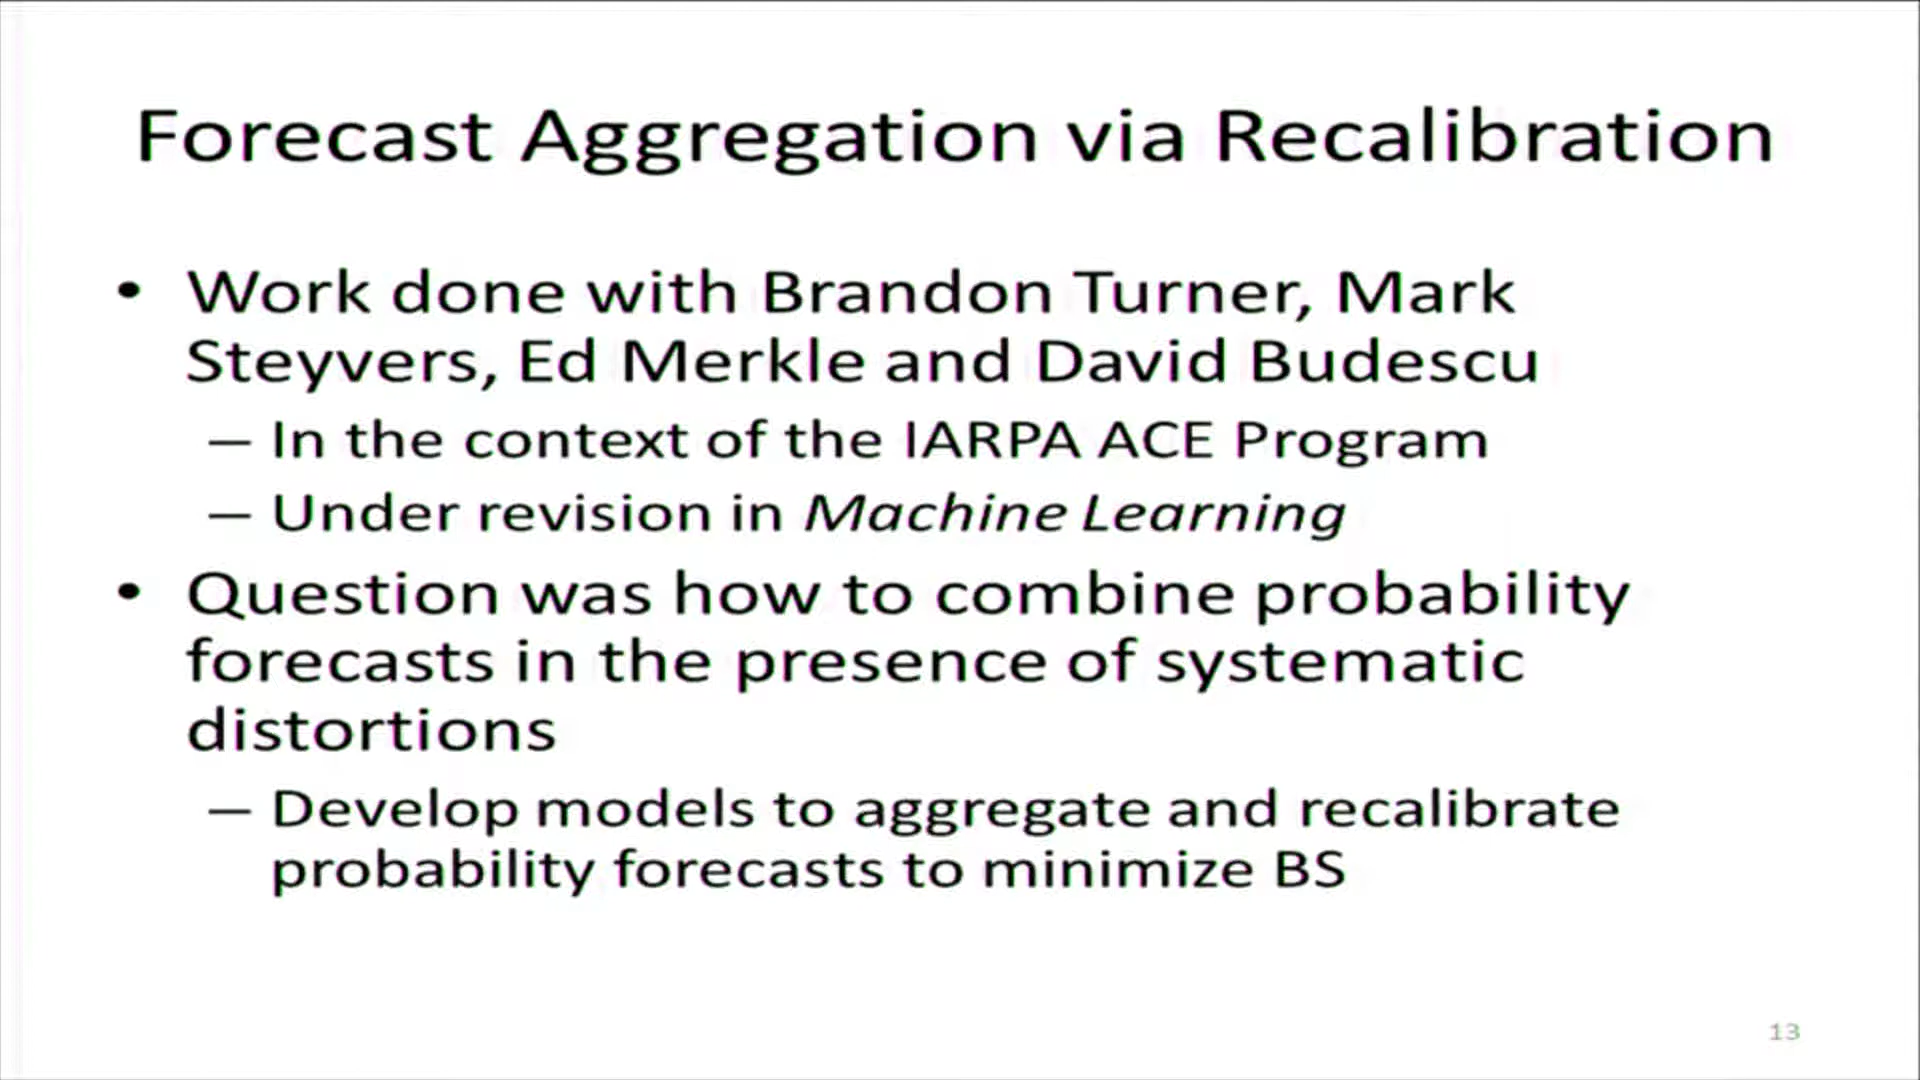 Forecast Aggregation via Recalibration
• Work done with Brandon Turner, Mark
Steyvers, Ed Merkle and David Budescu
– In the context of the IARPA ACE Program
– Under revision in Machine Learning
• Question was how to combine probability
forecasts in the presence of systematic
distortions
– Develop models to aggregate and recalibrate
probability forecasts to minimize BS
13